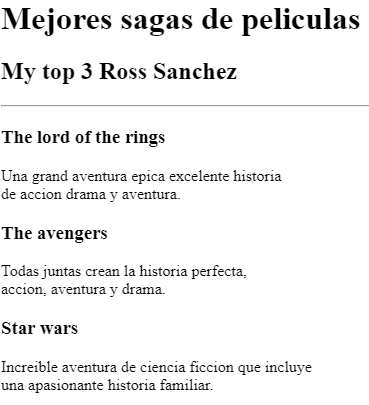 Mejores sagas de peliculas
My top 3 Ross Sanchez
The lord of the rings
Una grand aventura epica excelente historia
de accion drama y aventura.
The avengers
Todas juntas crean la historia perfecta,
accion, aventura y drama.
Star wars
Increible aventura de ciencia ficcion que incluye
una apasionante historia familiar.